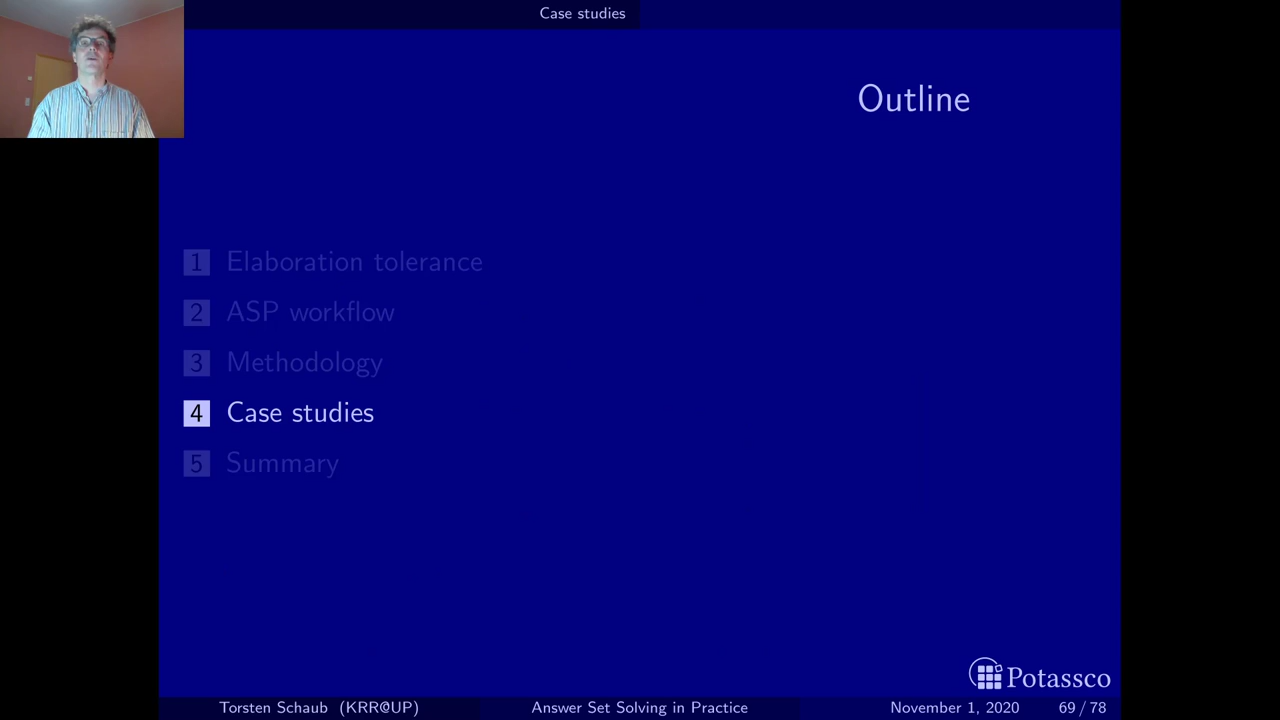 Case studies
Outline
1 Elaboration tolerance
2 ASP workflow
3 Methodology
4 Case studies
5 Summary
Potassco
Torsten Schaub (KRR@UP) Answer Set Solving in Practice November 1, 2020 69 / 78